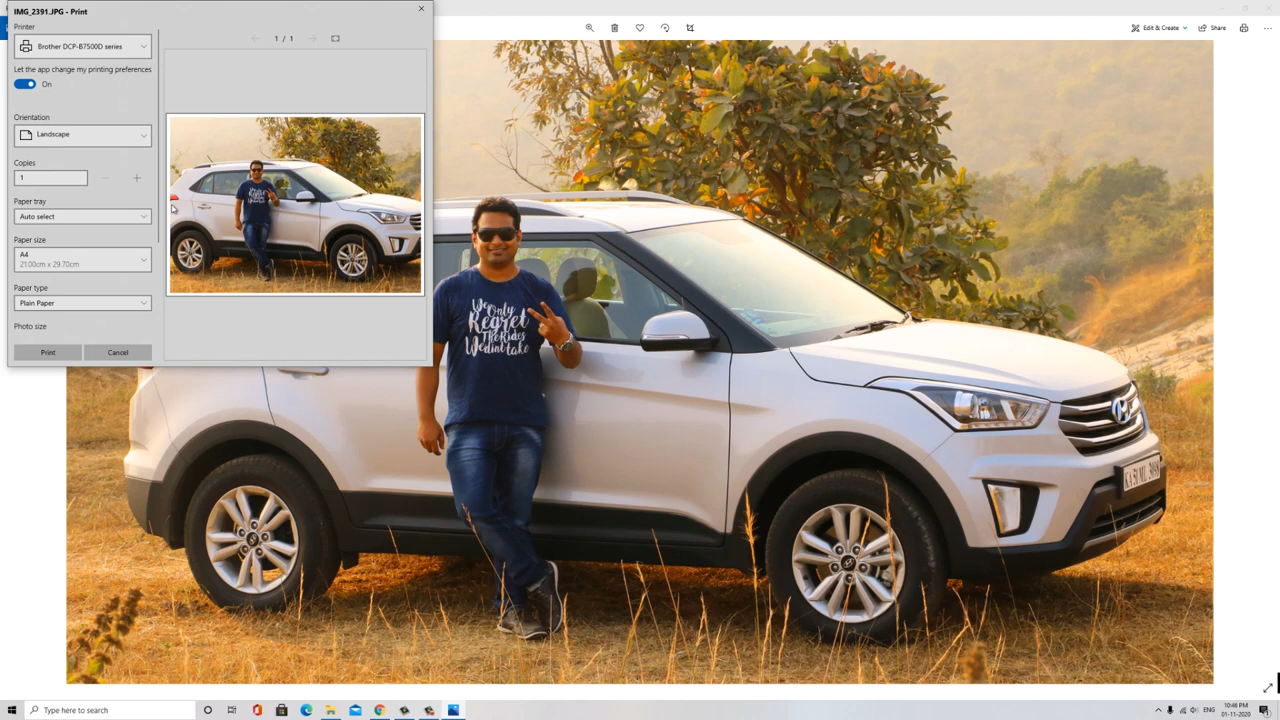 IMG_2391.JPG - Print
Printer
Brother DCP-B7500D series
Let the app change my printing preferences
On
Orientation
Landscape
Copies
1
Paper tray
Auto select
Paper size
A4
21.00cm x 29.70cm
Paper type
Plain Paper
Photo size
Print
Cancel
1 / 1
Edit & Create
Share
We Only
Regret
The Rides
We didnt take
Type here to search
ENG
10:46 PM
01-11-2020